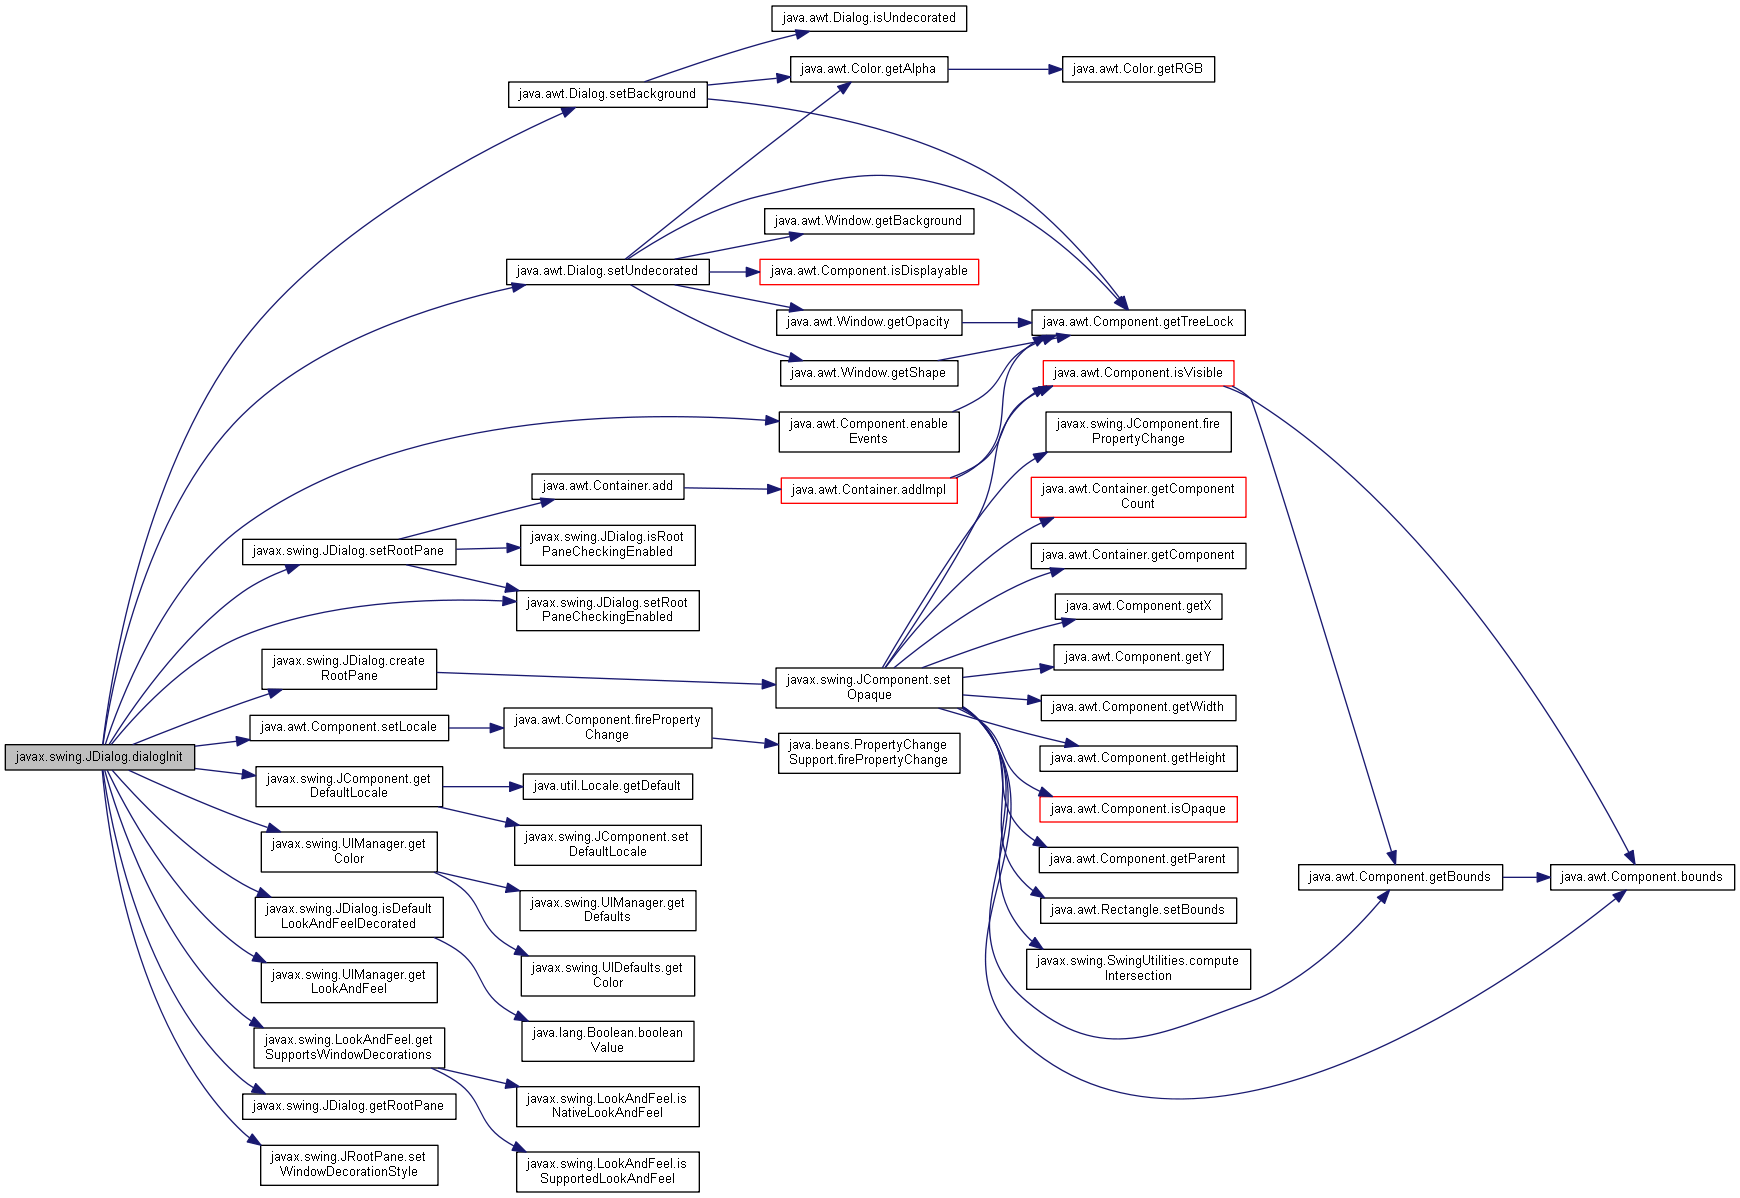 java.awt.Dialog.isUndecorated
java.awt.Color.getAlpha
java.awt.Color.getRGB
java.awt.Dialog.setBackground
java.awt.Window.getBackground
java.awt.Dialog.setUndecorated
java.awt.Component.isDisplayable
java.awt.Window.getOpacity
java.awt.Component.getTreeLock
java.awt.Window.getShape
java.awt.Component.isVisible
java.awt.Component.enable
Events
javax.swing.JComponent.fire
PropertyChange
java.awt.Container.add
java.awt.Container.addImpl
java.awt.Container.getComponent
Count
javax.swing.JDialog.setRootPane
javax.swing.JDialog.isRoot
PaneCheckingEnabled
java.awt.Container.getComponent
javax.swing.JDialog.setRoot
PaneCheckingEnabled
java.awt.Component.getX
javax.swing.JDialog.create
RootPane
javax.swing.JComponent.set
Opaque
java.awt.Component.getY
java.awt.Component.getWidth
java.awt.Component.setLocale
java.awt.Component.fireProperty
Change
java.beans.PropertyChange
Support.firePropertyChange
java.awt.Component.getHeight
javax.swing.JDialog.dialogInit
javax.swing.JComponent.get
DefaultLocale
java.util.Locale.getDefault
java.awt.Component.isOpaque
javax.swing.JComponent.set
DefaultLocale
javax.swing.UIManager.get
Color
java.awt.Component.getParent
java.awt.Component.getBounds
java.awt.Component.bounds
javax.swing.UIManager.get
Defaults
java.awt.Rectangle.setBounds
javax.swing.JDialog.isDefault
LookAndFeelDecorated
javax.swing.SwingUtilities.compute
Intersection
javax.swing.UIDefaults.get
Color
javax.swing.UIManager.get
LookAndFeel
java.lang.Boolean.boolean
Value
javax.swing.LookAndFeel.get
SupportsWindowDecorations
javax.swing.LookAndFeel.is
NativeLookAndFeel
javax.swing.JDialog.getRootPane
javax.swing.JRootPane.set
WindowDecorationStyle
javax.swing.LookAndFeel.is
SupportedLookAndFeel